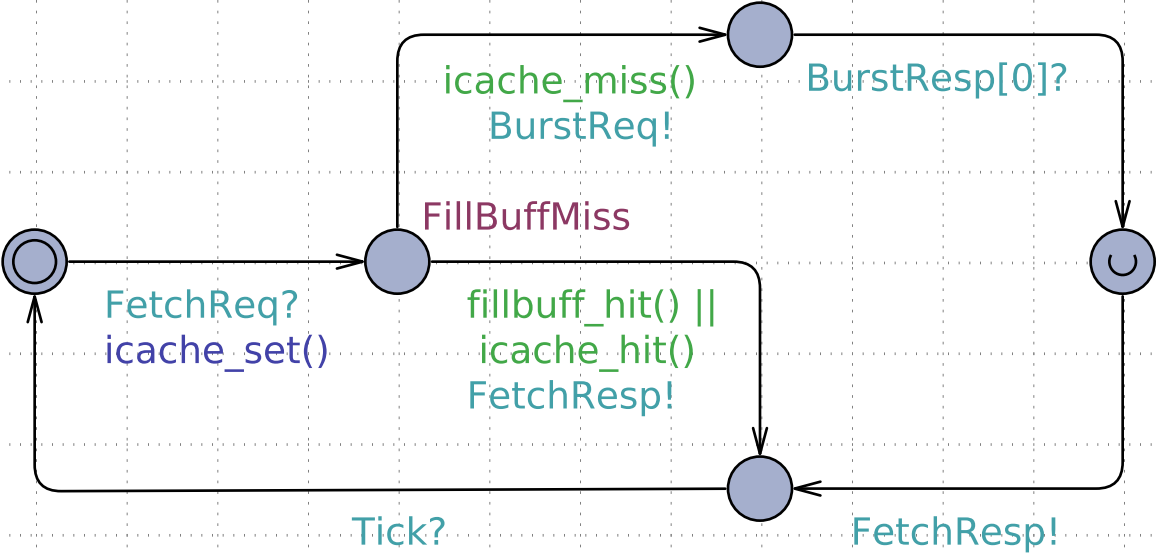 icache_miss()
BurstReq!
BurstResp[0]?
FillBuffMiss
FetchReq?
icache_set()
fillbuff_hit() ||
icache_hit()
FetchResp!
Tick?
FetchResp!